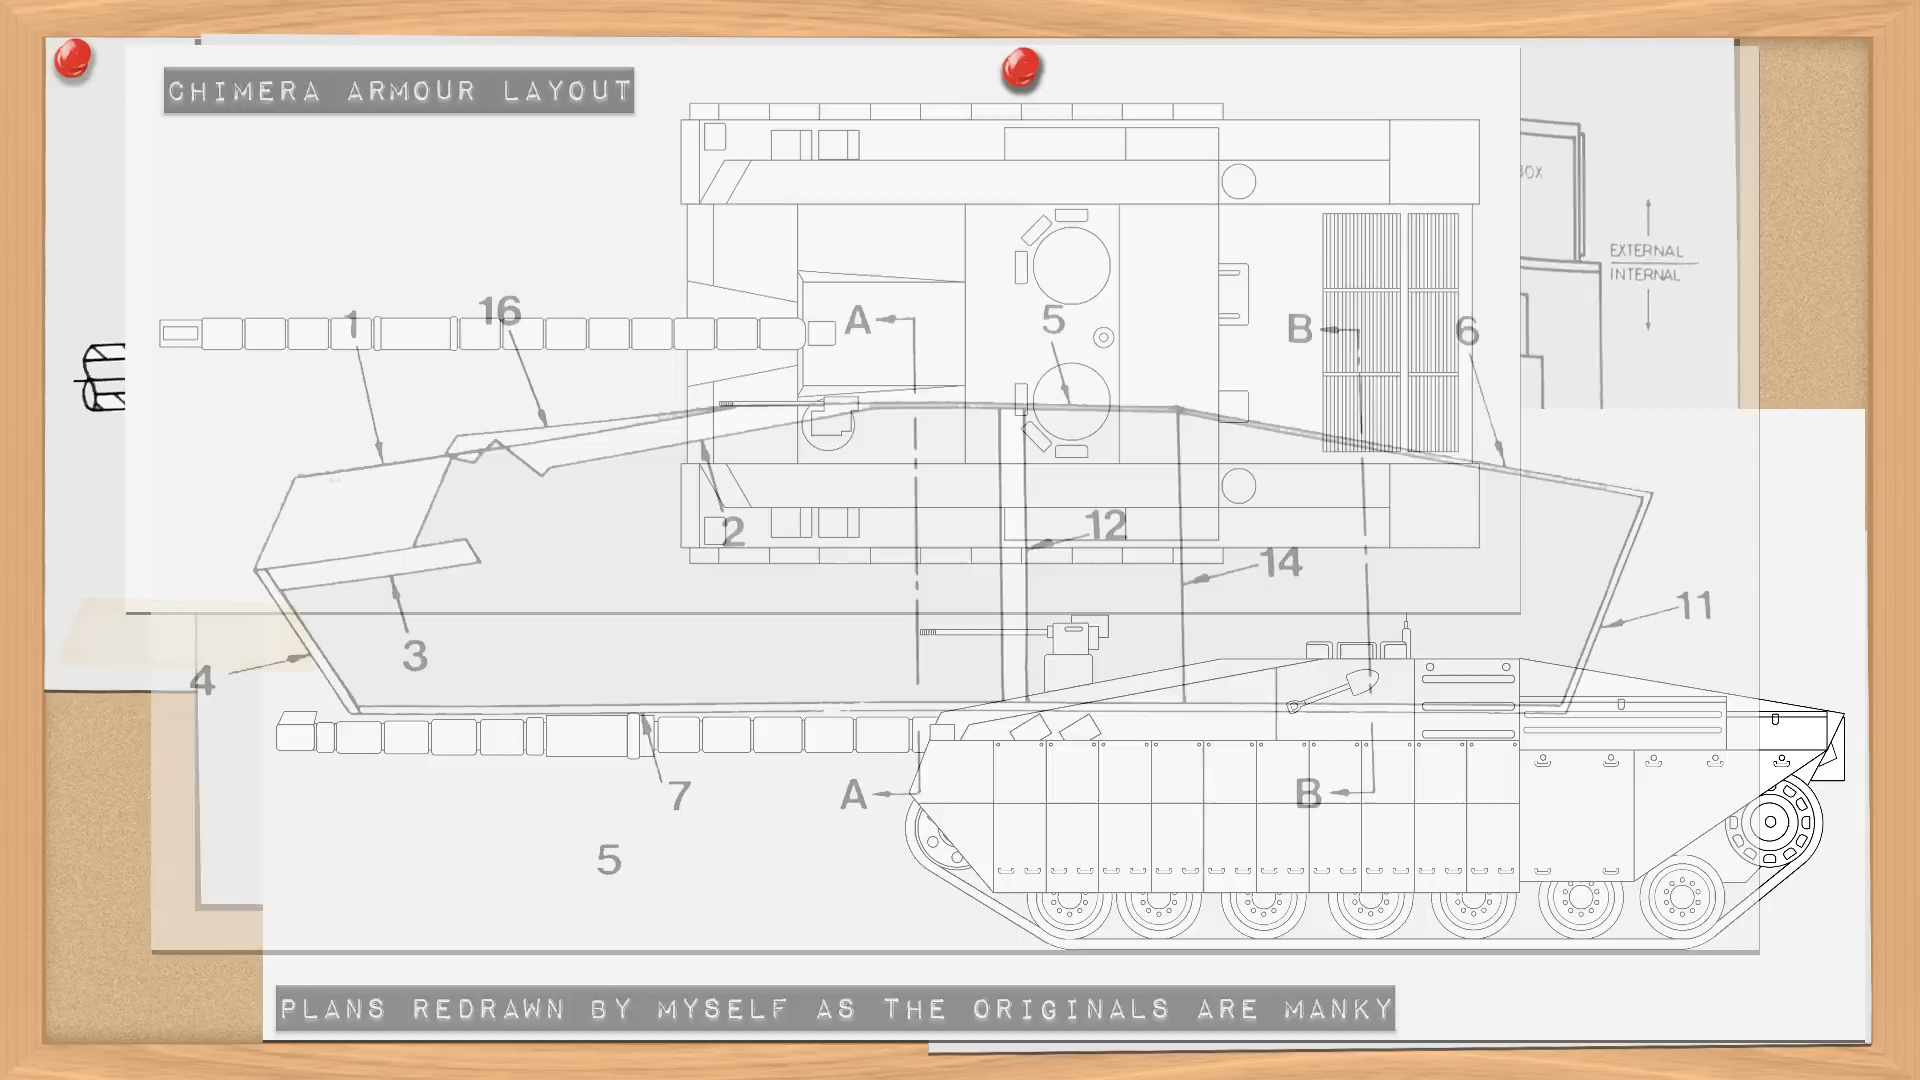 CHIMERA ARMOUR LAYOUT
BOX
EXTERNAL
INTERNAL
1
16
A
5
B
6
2
12
14
11
3
4
7
A
B
5
PLANS REDRAWN BY MYSELF AS THE ORIGINALS ARE MANKY